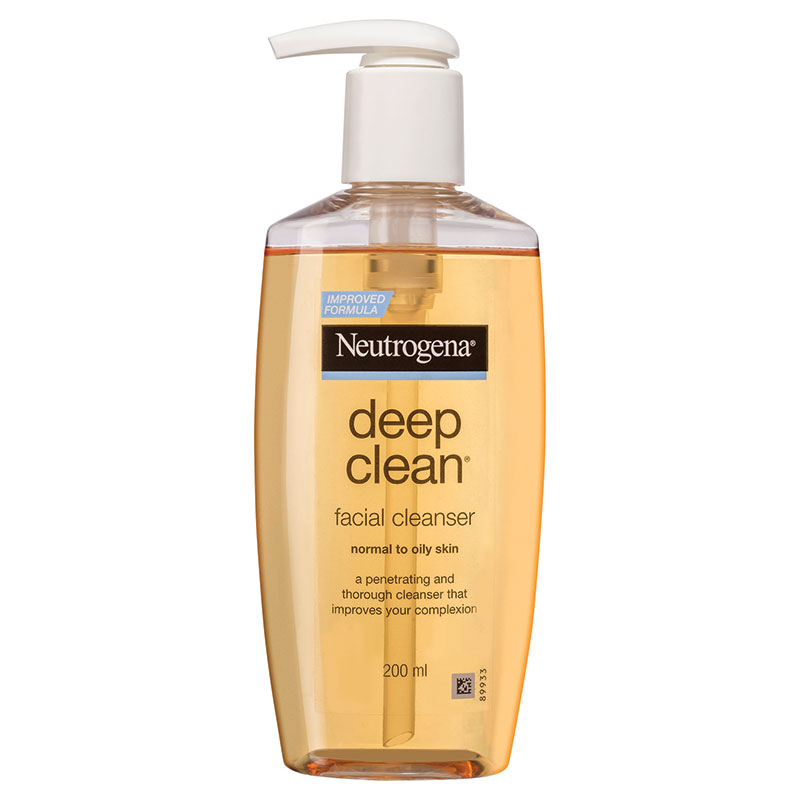 IMPROVED
FORMULA
Neutrogena®
deep
clean®
facial cleanser
normal to oily skin
a penetrating and
thorough cleanser that
improves your complexion
200 ml
89933